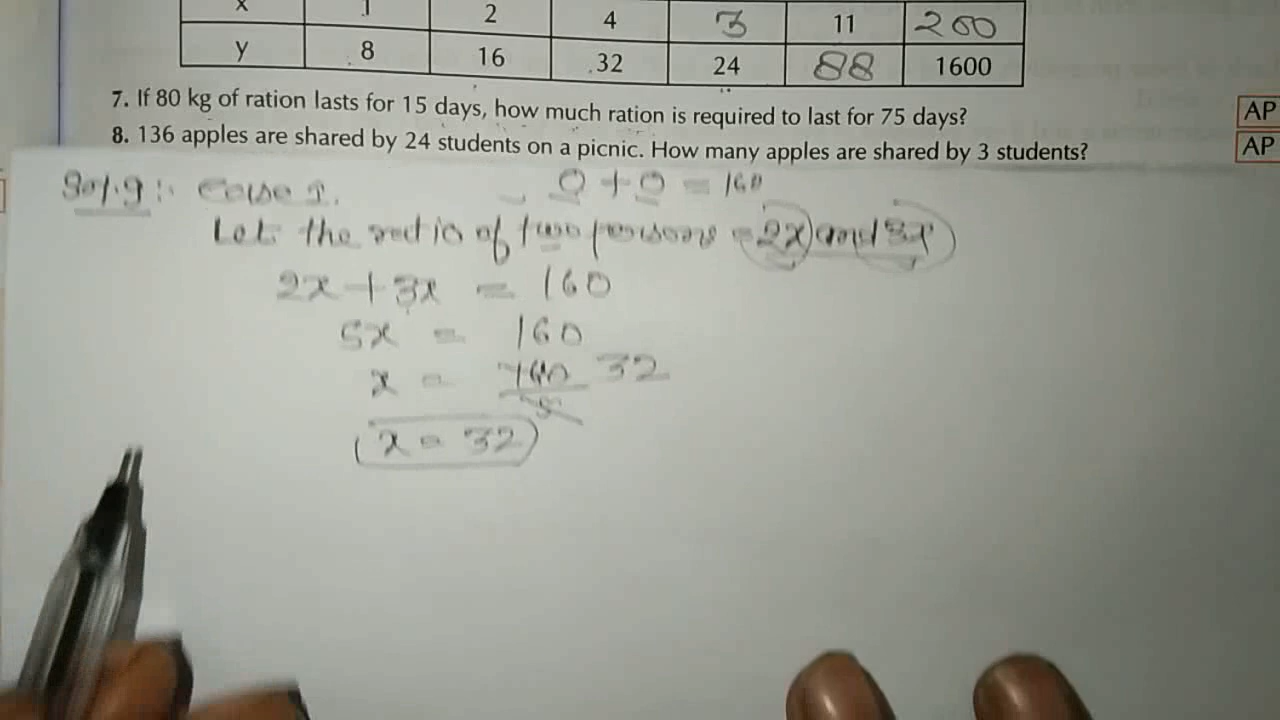 x 1 2 4 3 11 200
y 8 16 32 24 88 1600
7. If 80 kg of ration lasts for 15 days, how much ration is required to last for 75 days? AP
8. 136 apples are shared by 24 students on a picnic. How many apples are shared by 3 students? AP
Sol.9:. Case I. 0 + 0 = 160
Let the ratio of two persons = 2x and 3x
2x + 3x = 160
5x = 160
x = 160 32
5
x = 32